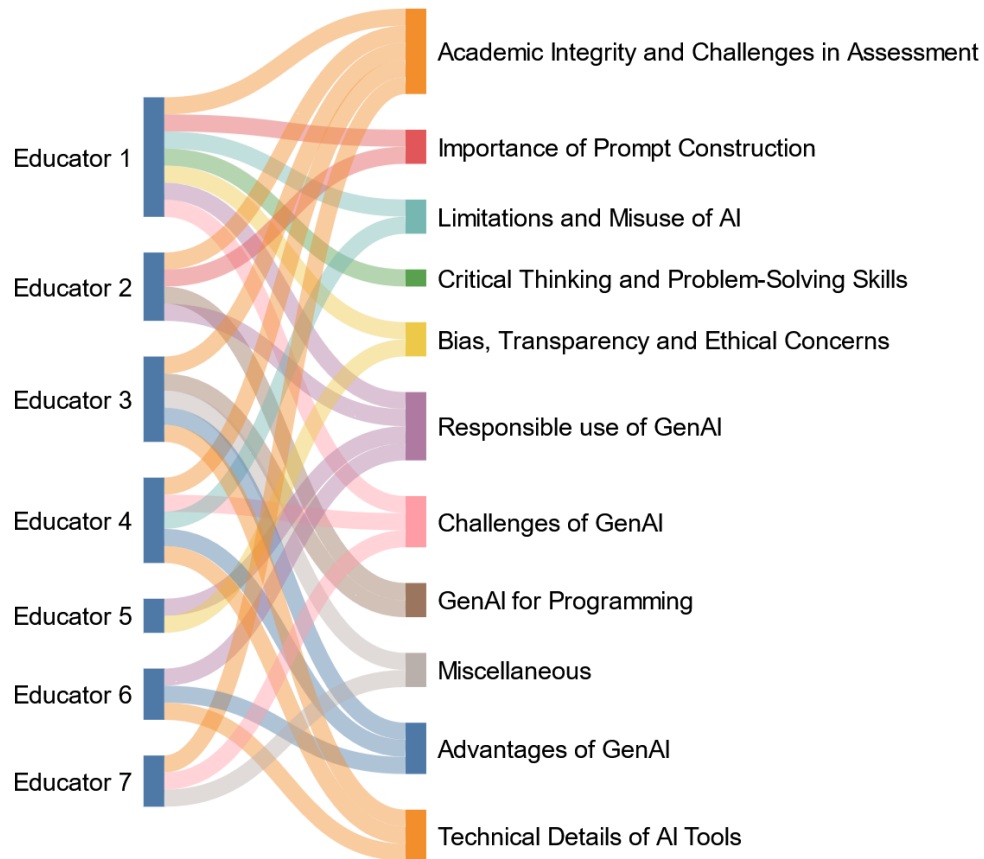 Educator 1
Educator 2
Educator 3
Educator 4
Educator 5
Educator 6
Educator 7
Academic Integrity and Challenges in Assessment
Importance of Prompt Construction
Limitations and Misuse of AI
Critical Thinking and Problem-Solving Skills
Bias, Transparency and Ethical Concerns
Responsible use of GenAI
Challenges of GenAI
GenAI for Programming
Miscellaneous
Advantages of GenAI
Technical Details of AI Tools